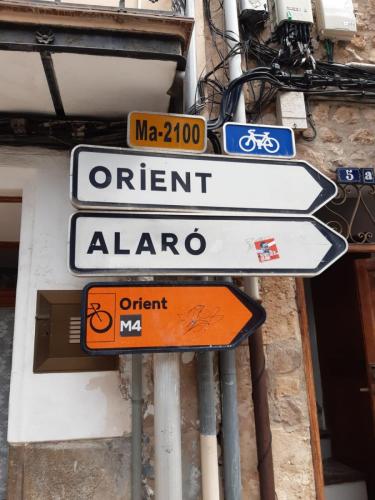 Ma-2100
ORIENT
5 a
ALARÓ
Orient
M4